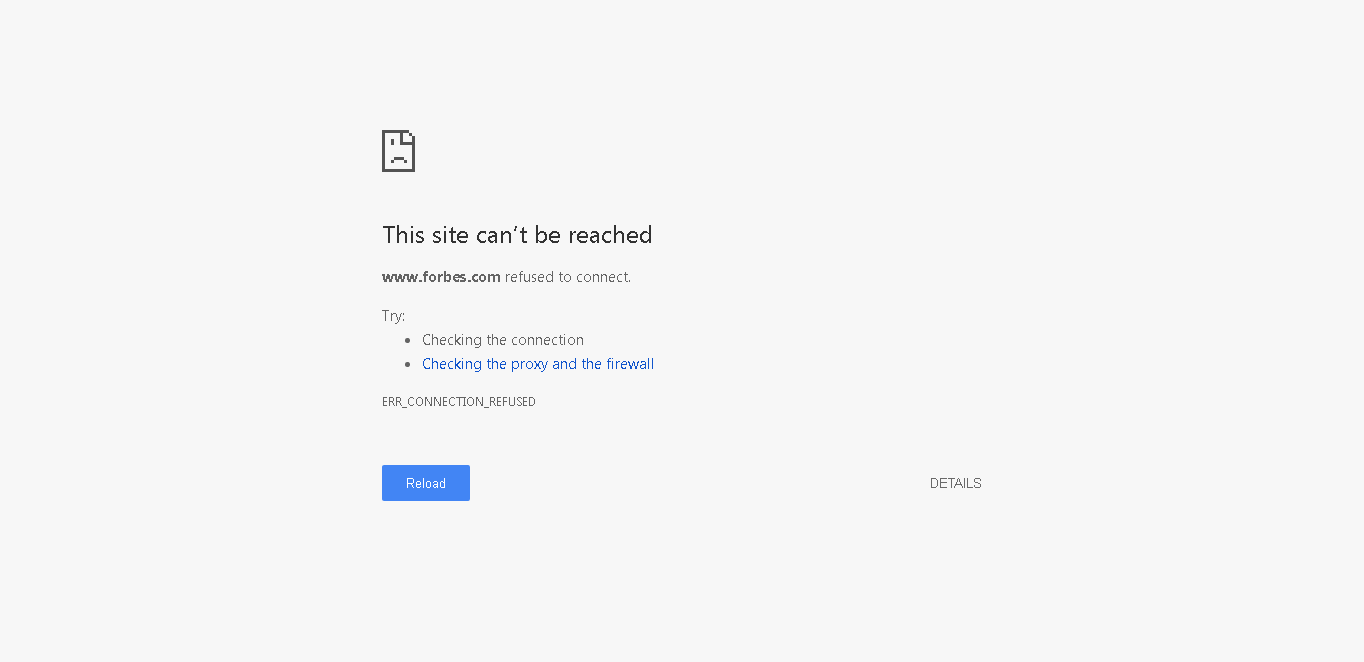 This site can't be reached
www.forbes.com refused to connect.
Try:
• Checking the connection
• Checking the proxy and the firewall
ERR_CONNECTION_REFUSED
Reload
DETAILS